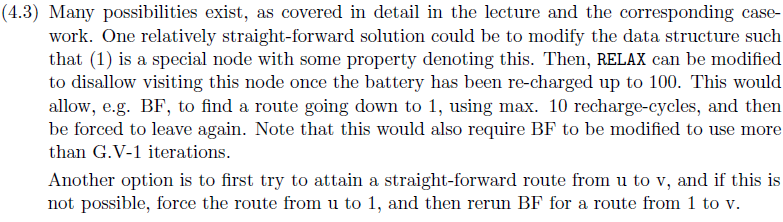 (4.3) Many possibilities exist, as covered in detail in the lecture and the corresponding case-
work. One relatively straight-forward solution could be to modify the data structure such
that (1) is a special node with some property denoting this. Then, RELAX can be modified
to disallow visiting this node once the battery has been re-charged up to 100. This would
allow, e.g. BF, to find a route going down to 1, using max. 10 recharge-cycles, and then
be forced to leave again. Note that this would also require BF to be modified to use more
than G.V-1 iterations.
Another option is to first try to attain a straight-forward route from u to v, and if this is
not possible, force the route from u to 1, and then rerun BF for a route from 1 to v.